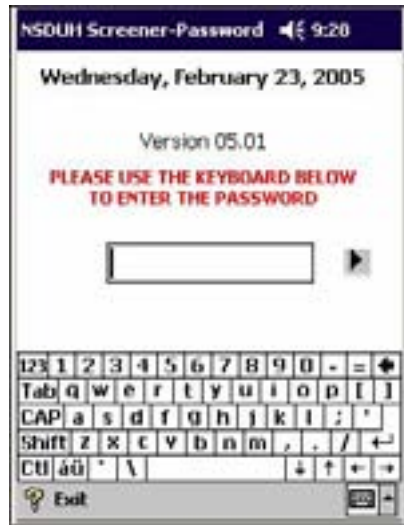 NSDUH Screener-Password 9:28
Wednesday, February 23, 2005
Version 05.01
PLEASE USE THE KEYBOARD BELOW
TO ENTER THE PASSWORD
123 1 2 3 4 5 6 7 8 9 0 - =
Tab q w e r t y u i o p [ ]
CAP a s d f g h j k l ; '
Shift z x c v b n m , . /
Ctl áü ` \
Exit